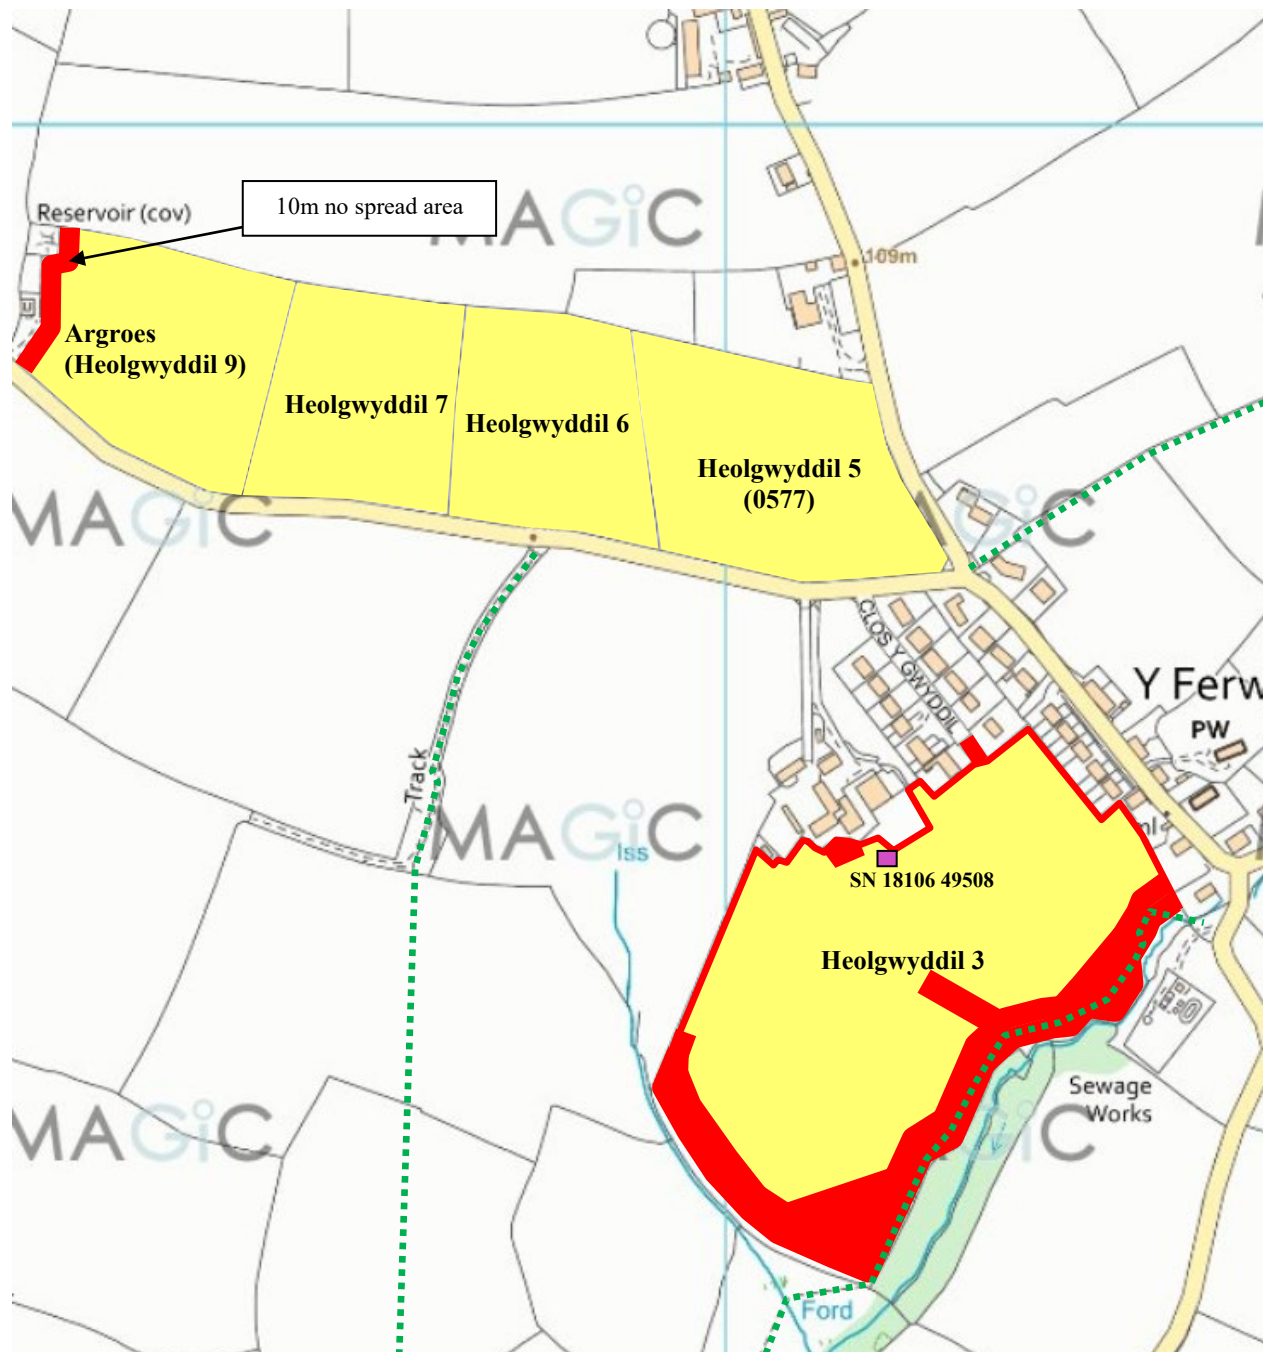 10m no spread area
MAGiC
Reservoir (cov)
109m
Argroes
(Heolgwyddil 9)
Heolgwyddil 7
Heolgwyddil 6
Heolgwyddil 5
(0577)
MAGiC
CLOS Y GWYDDIL
Y Ferw
PW
Track
MAGiC
Iss
SN 18106 49508
Heolgwyddil 3
Sewage
Works
MAGiC
Ford